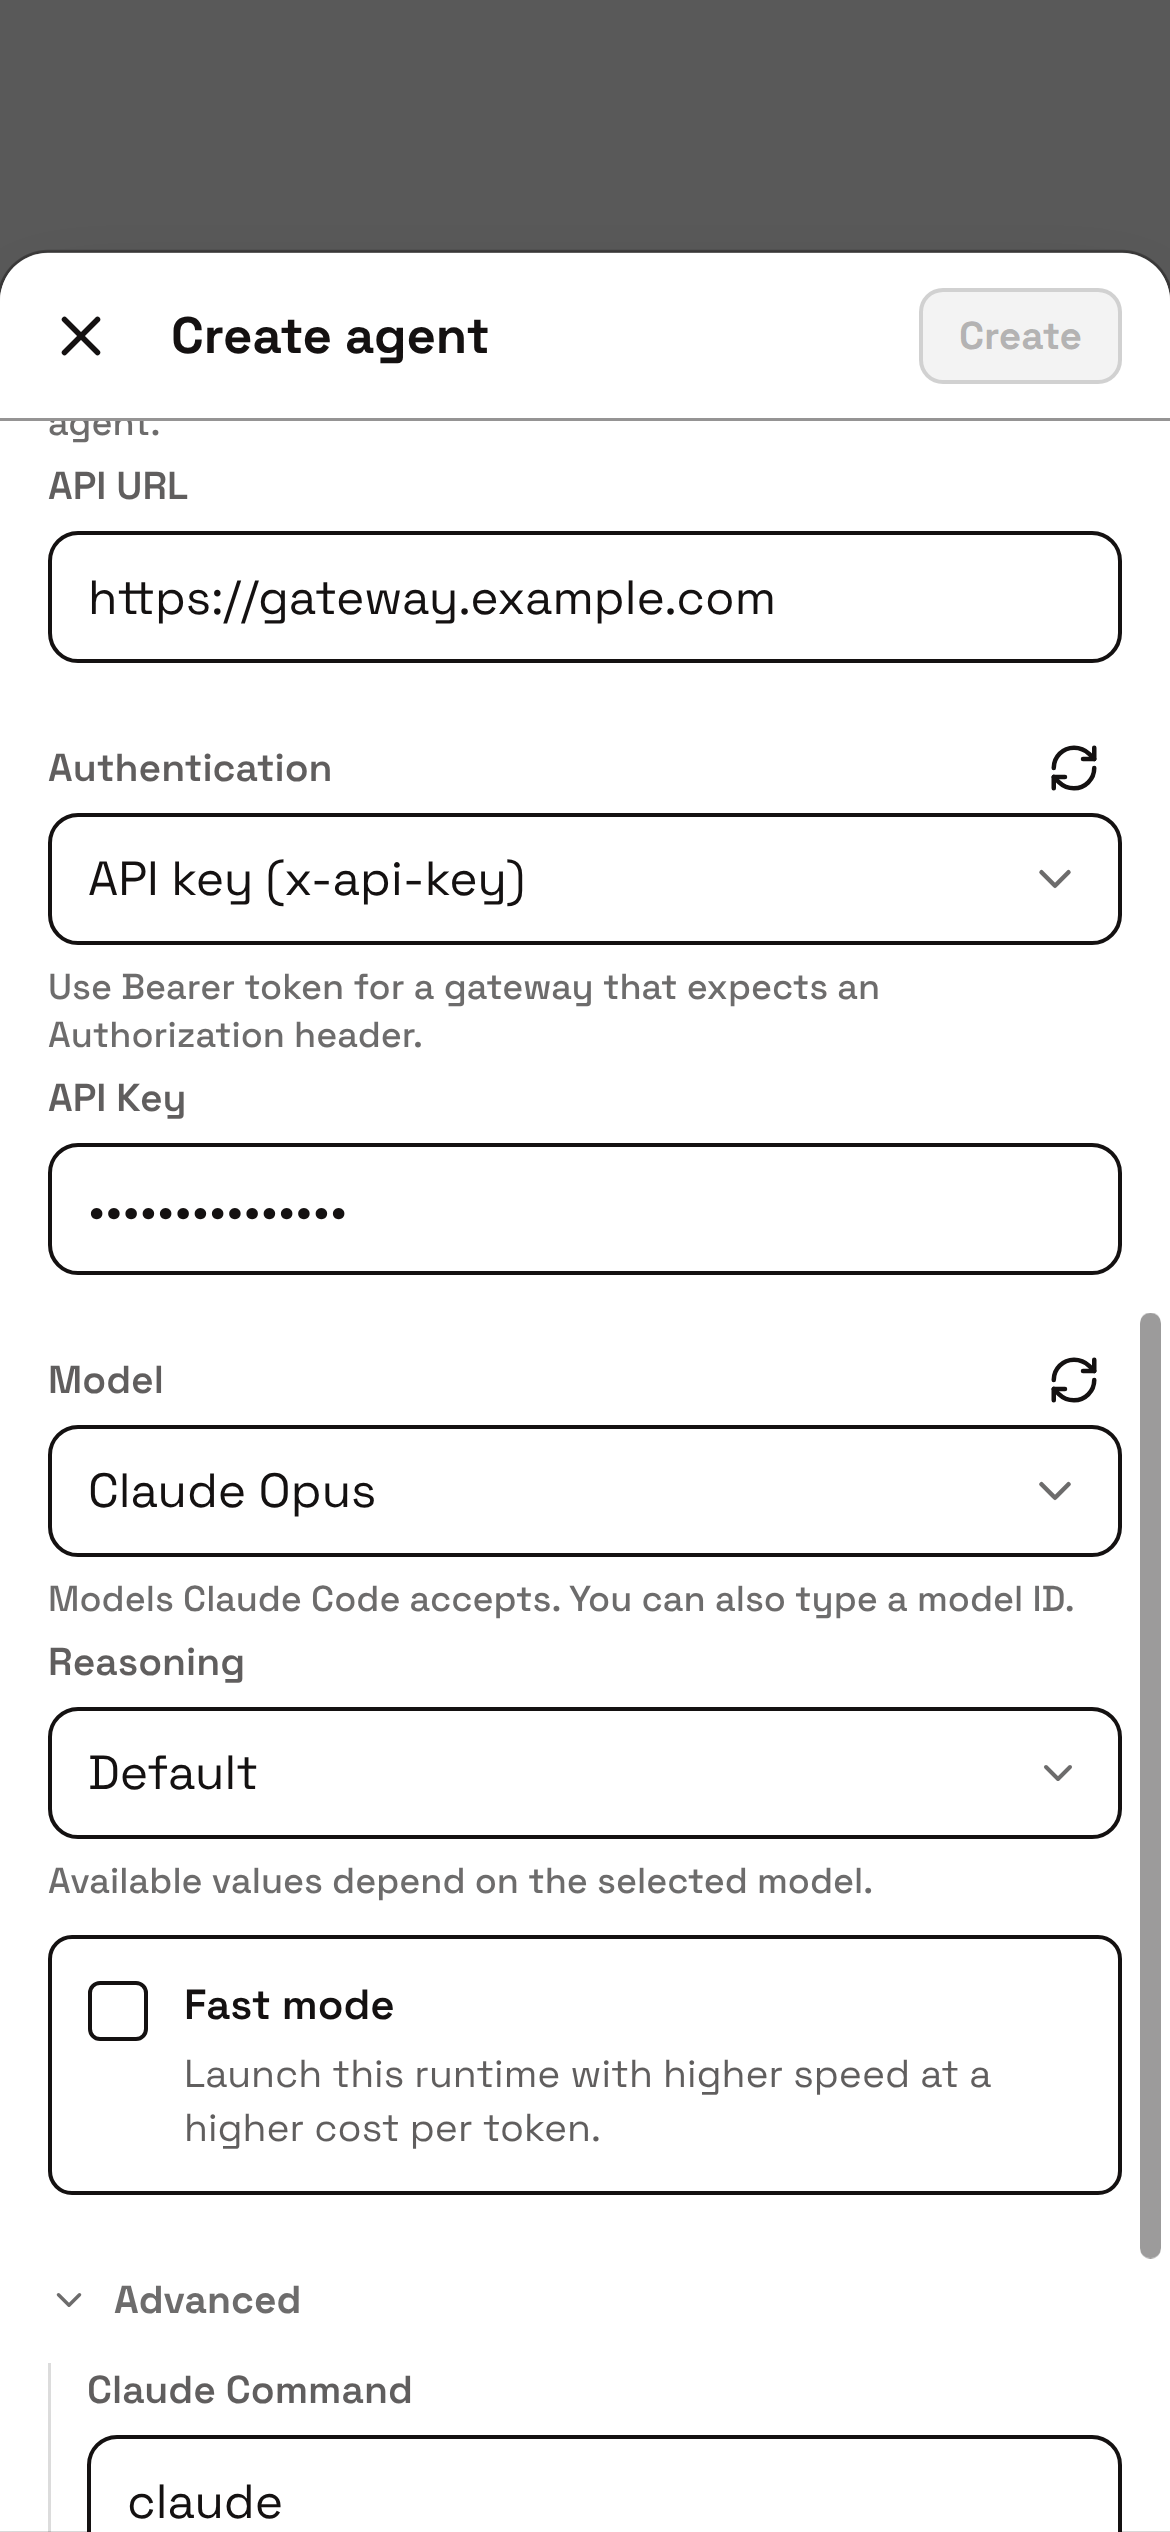 Create agent
Create
agent.
API URL
https://gateway.example.com
Authentication
API key (x-api-key)
Use Bearer token for a gateway that expects an
Authorization header.
API Key
•••••••••••••••
Model
Claude Opus
Models Claude Code accepts. You can also type a model ID.
Reasoning
Default
Available values depend on the selected model.
Fast mode
Launch this runtime with higher speed at a
higher cost per token.
Advanced
Claude Command
claude